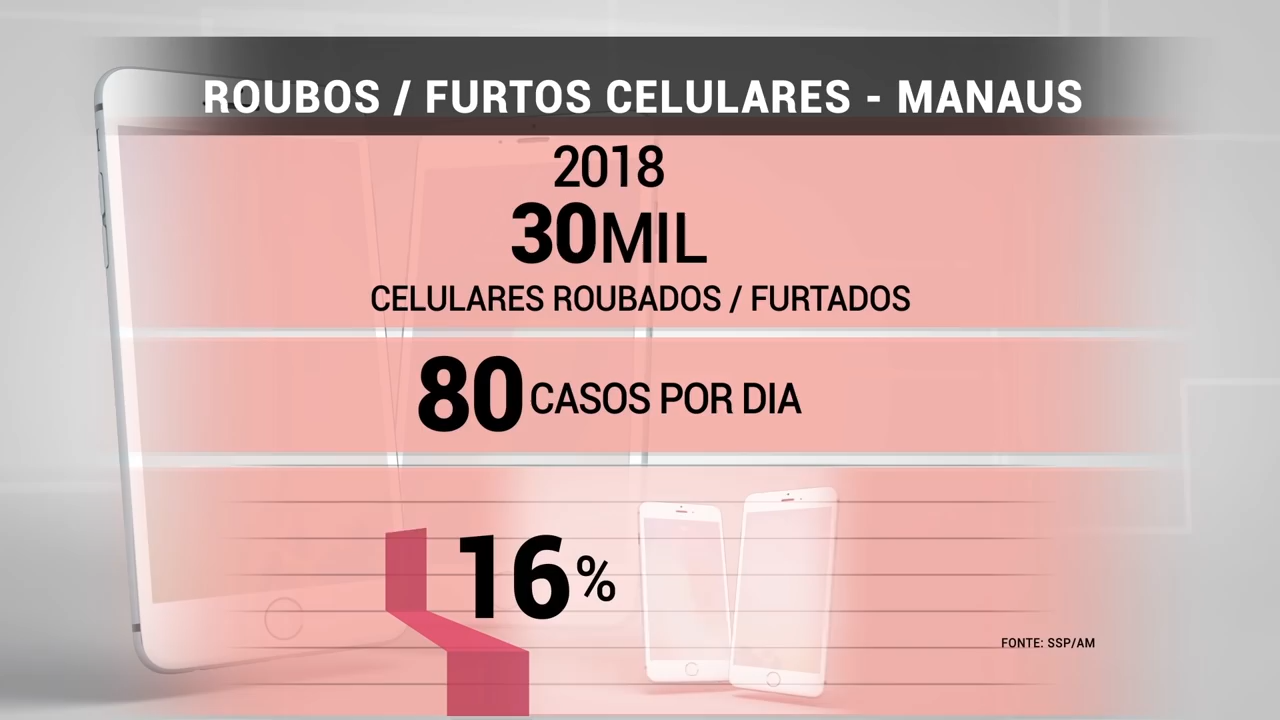 ROUBOS / FURTOS CELULARES - MANAUS
2018
30MIL
CELULARES ROUBADOS / FURTADOS
80 CASOS POR DIA
16%
FONTE: SSP/AM